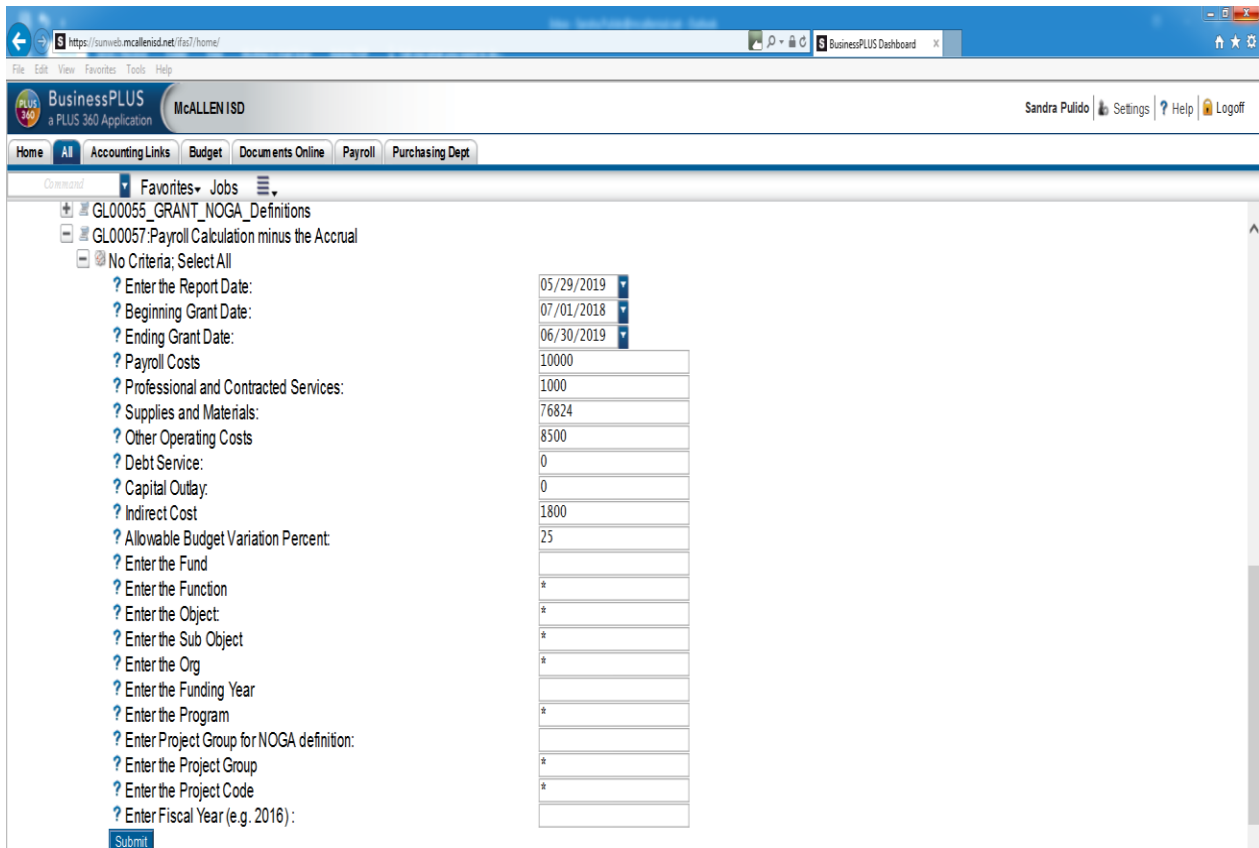 https://sunweb.mcallenisd.net/ifas7/home/
BusinessPLUS Dashboard x
File Edit View Favorites Tools Help
PLUS 360
BusinessPLUS
a PLUS 360 Application
McALLEN ISD
Sandra Pulido Settings ? Help Logoff
Home All Accounting Links Budget Documents Online Payroll Purchasing Dept
Command Favorites Jobs
GL00055_GRANT_NOGA_Definitions
GL00057:Payroll Calculation minus the Accrual
No Criteria; Select All
? Enter the Report Date: 05/29/2019
? Beginning Grant Date: 07/01/2018
? Ending Grant Date: 06/30/2019
? Payroll Costs 10000
? Professional and Contracted Services: 1000
? Supplies and Materials: 76824
? Other Operating Costs 8500
? Debt Service: 0
? Capital Outlay: 0
? Indirect Cost 1800
? Allowable Budget Variation Percent: 25
? Enter the Fund
? Enter the Function *
? Enter the Object: *
? Enter the Sub Object *
? Enter the Org *
? Enter the Funding Year
? Enter the Program *
? Enter Project Group for NOGA definition:
? Enter the Project Group *
? Enter the Project Code *
? Enter Fiscal Year (e.g. 2016) :
Submit